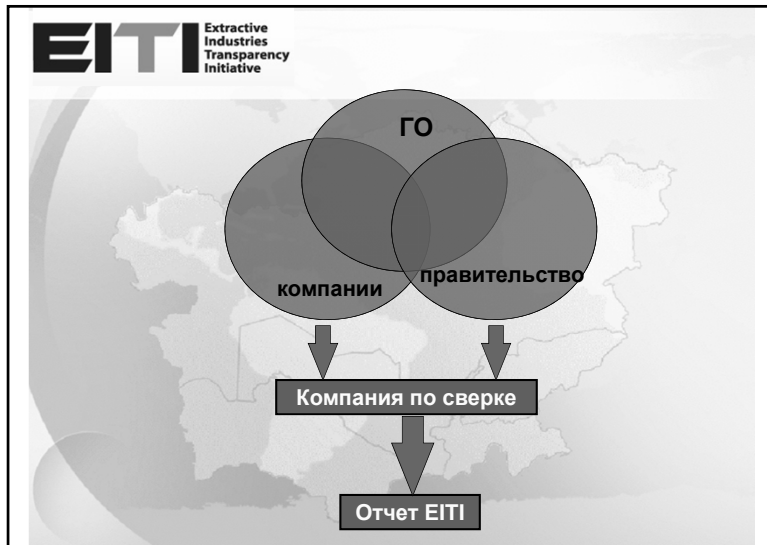 EITI
Extractive
Industries
Transparency
Initiative
ГО
компании
правительство
Компания по сверке
Отчет EITI